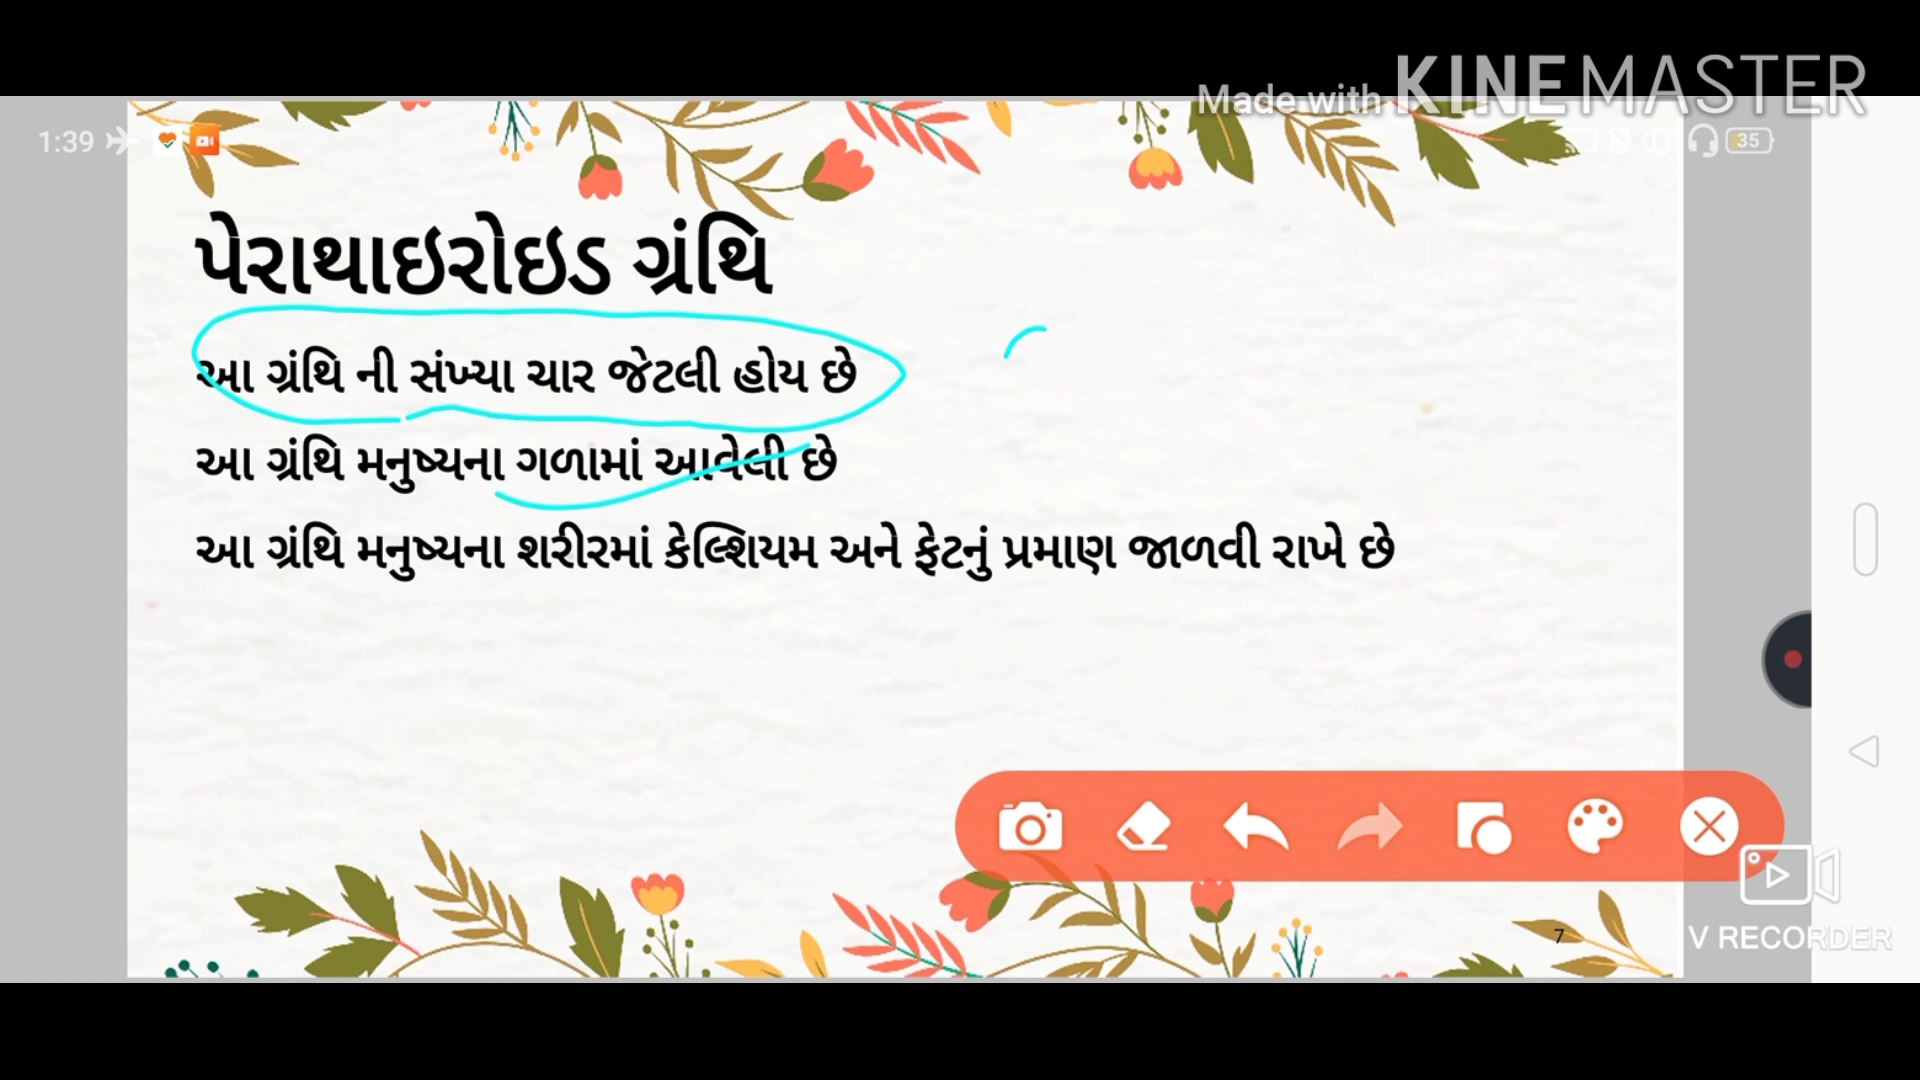 Made with KINEMASTER
1:39
35
પેરાથાઇરોઇડ ગ્રંથિ
આ ગ્રંથિ ની સંખ્યા ચાર જેટલી હોય છે
આ ગ્રંથિ મનુષ્યના ગળામાં આવેલી છે
આ ગ્રંથિ મનુષ્યના શરીરમાં કેલ્શિયમ અને ફેટનું પ્રમાણ જાળવી રાખે છે
7
V RECORDER